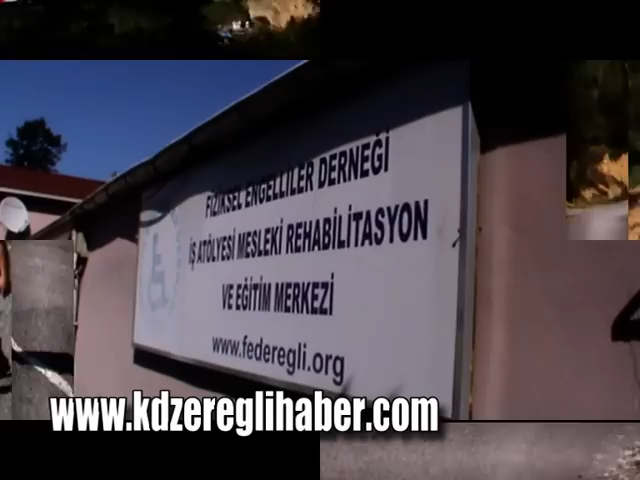 FİZİKSEL ENGELLİLER DERNEĞİ
İŞ ATÖLYESİ MESLEKİ REHABİLİTASYON
VE EĞİTİM MERKEZİ
www.federegli.org
www.kdzereglihaber.com